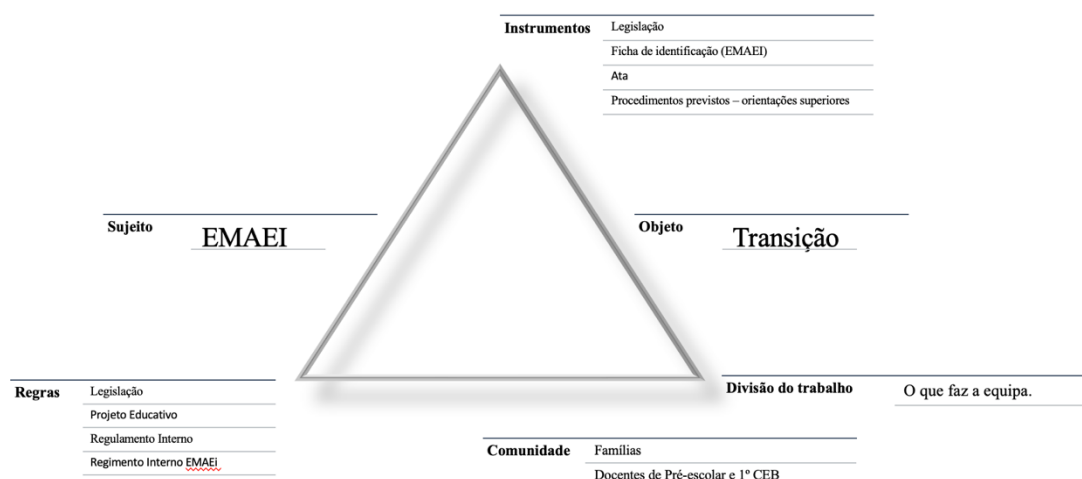 Instrumentos
Legislação
Ficha de identificação (EMAEI)
Ata
Procedimentos previstos – orientações superiores
Sujeito
EMAEI
Objeto
Transição
Regras
Legislação
Projeto Educativo
Regulamento Interno
Regimento Interno EMAEi
Divisão do trabalho
O que faz a equipa.
Comunidade
Famílias
Docentes de Pré-escolar e 1º CEB